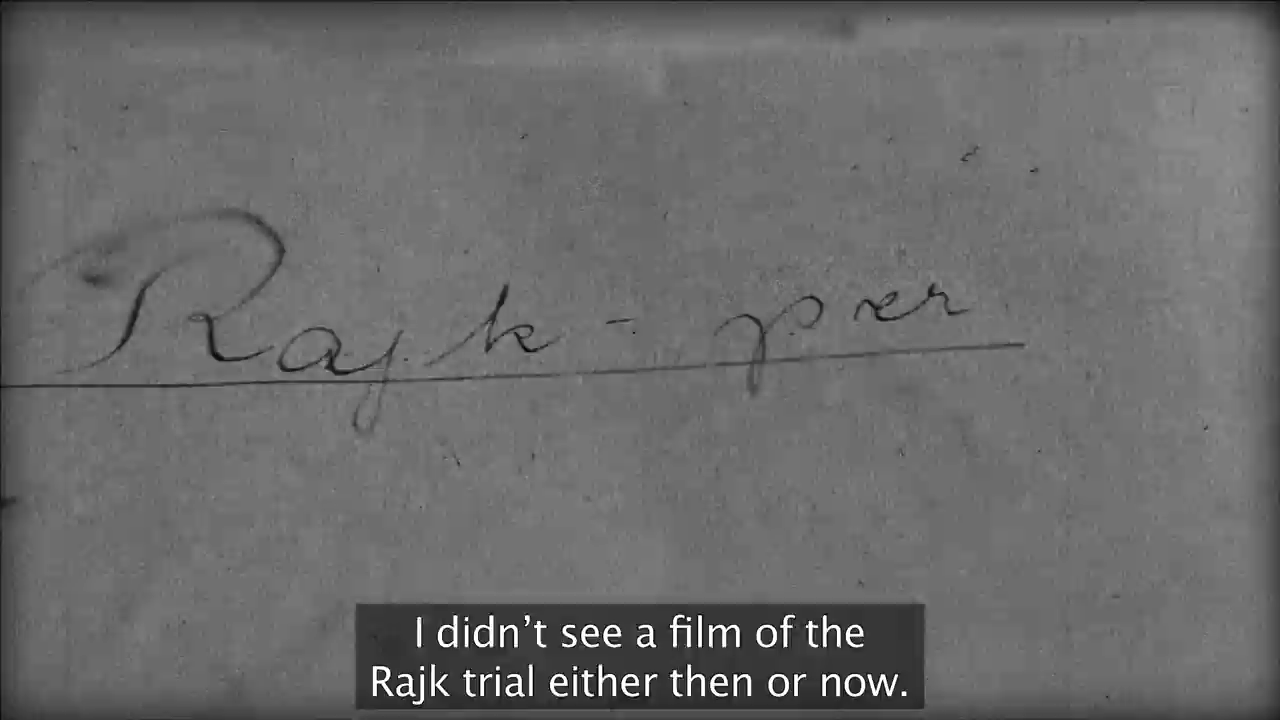 Rajk - per
I didn't see a film of the
Rajk trial either then or now.